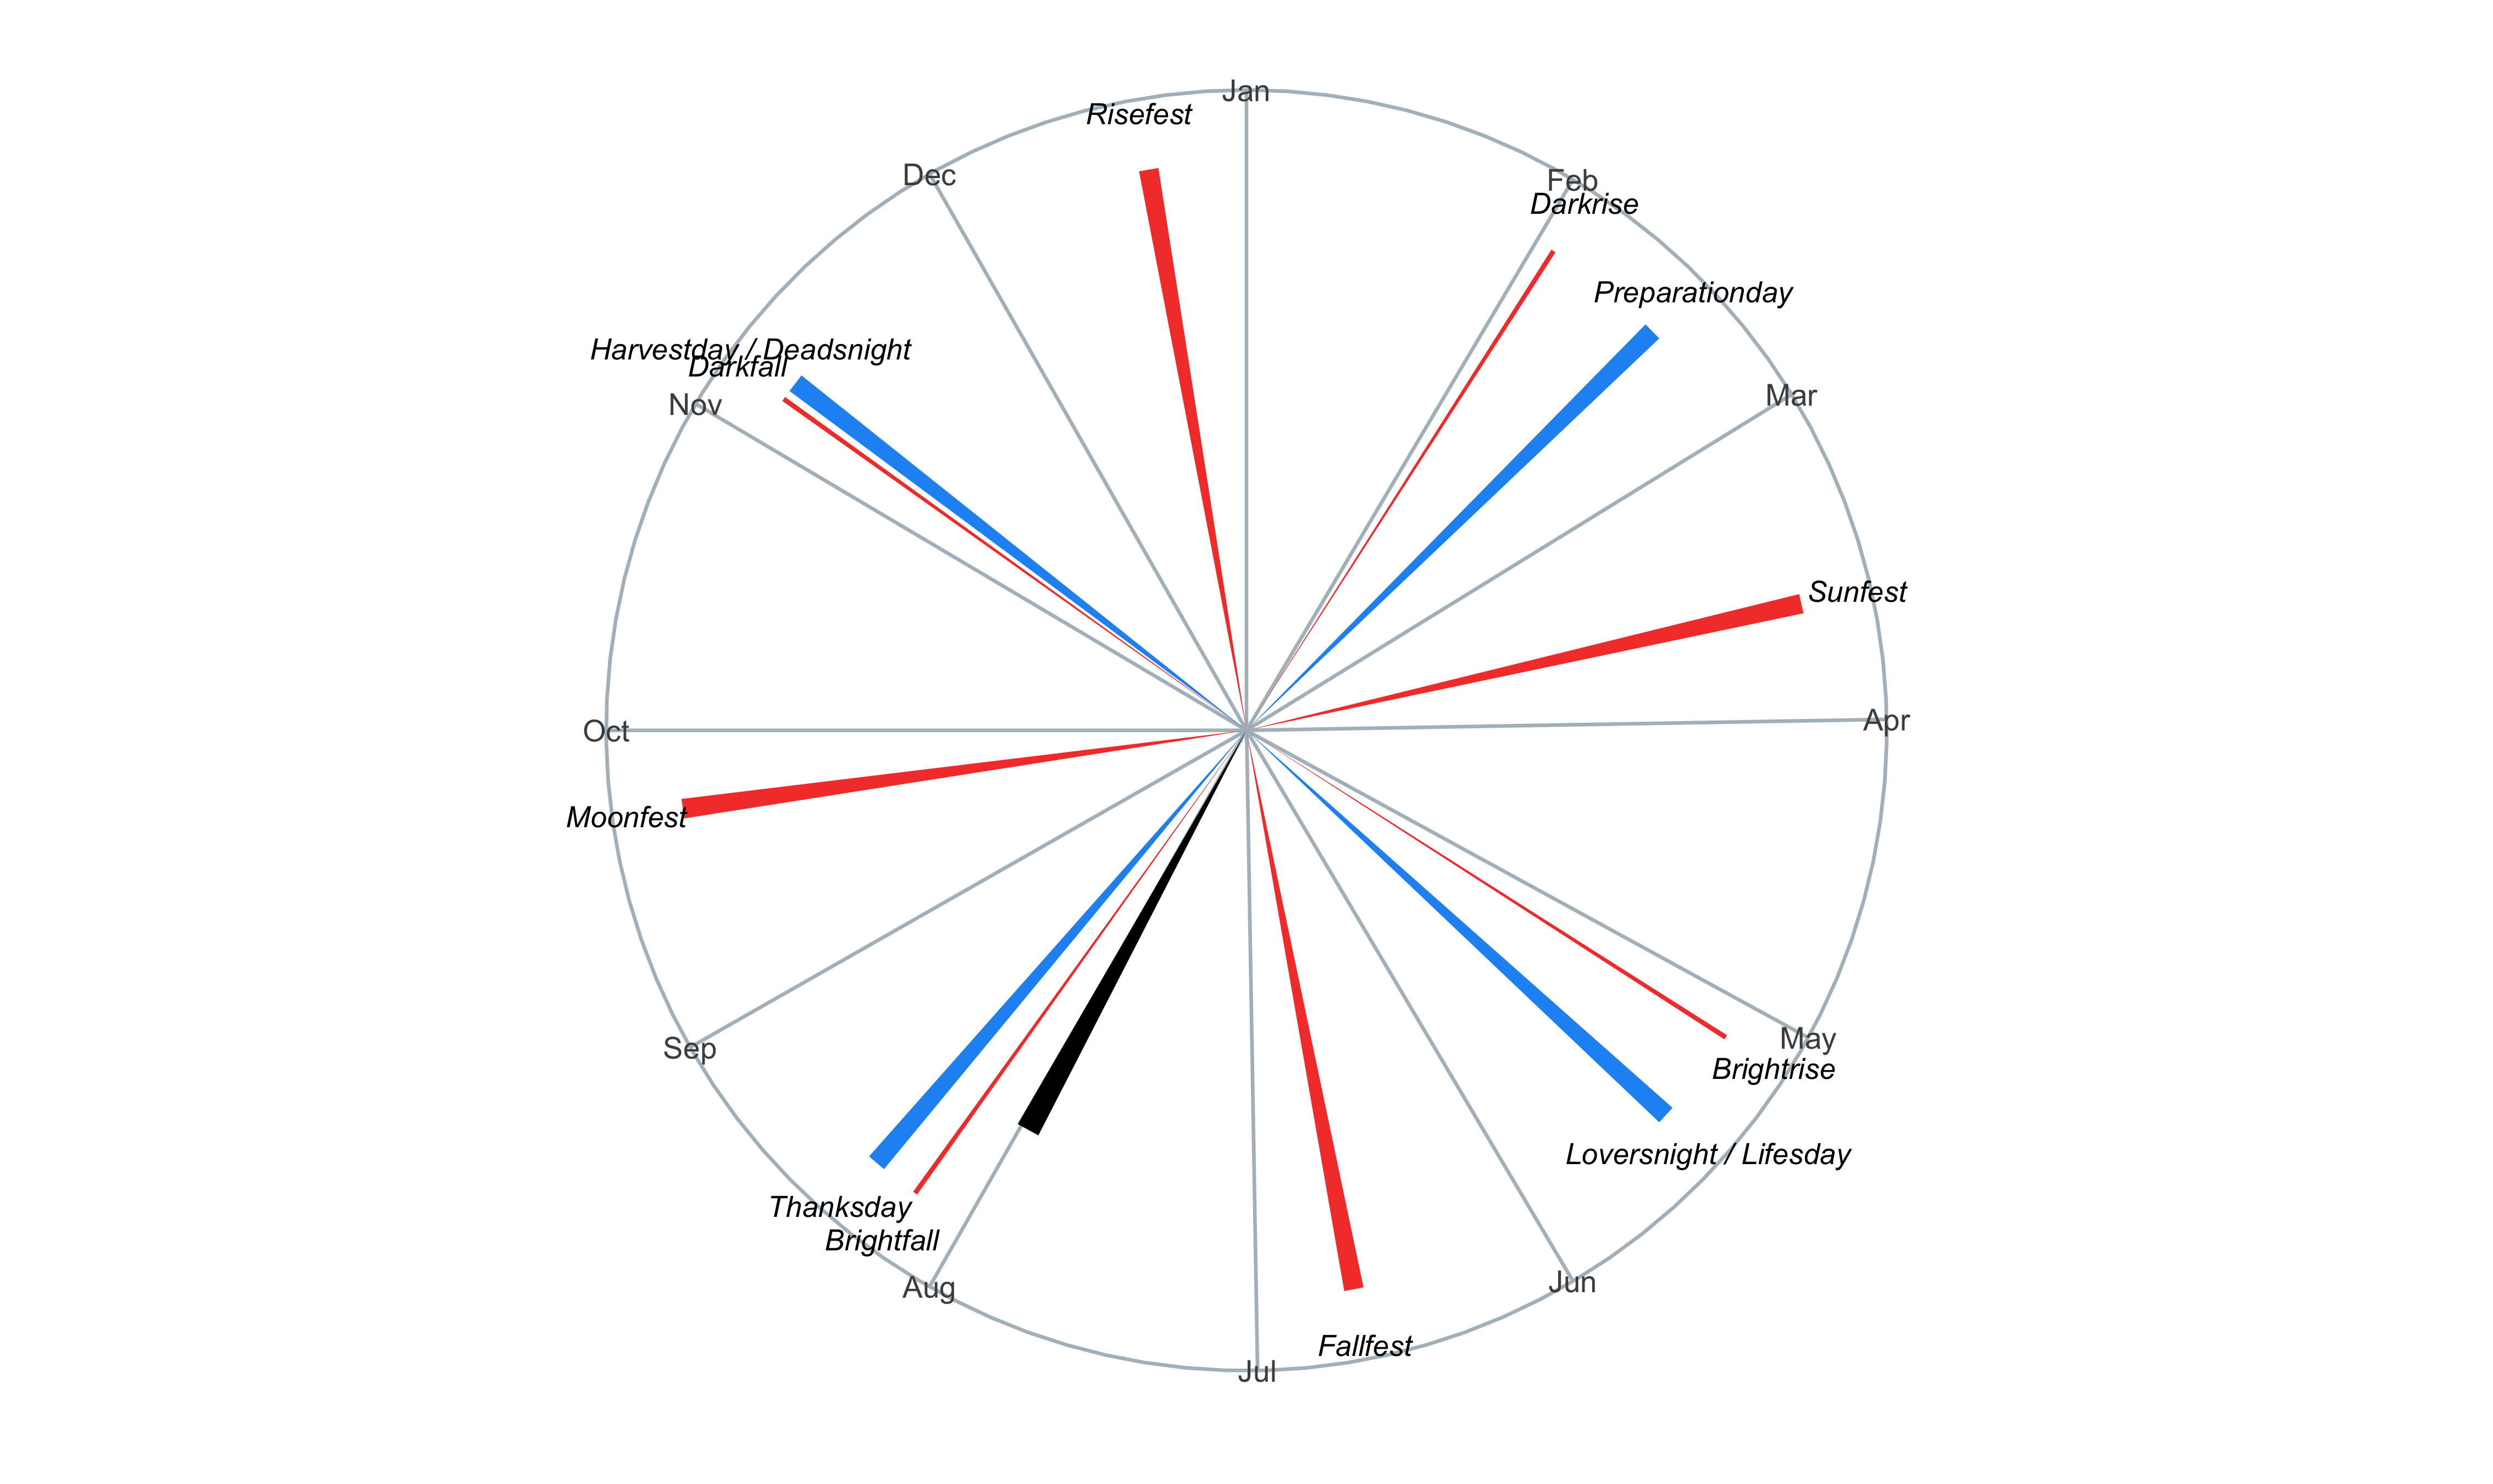 Jan
Risefest
Dec
Feb
Darkrise
Preparationday
Harvestday / Deadsnight
Darkfall
Nov
Mar
Sunfest
Oct
Apr
Moonfest
Sep
May
Brightrise
Loversnight / Lifesday
Thanksday
Brightfall
Aug
Jun
Fallfest
Jul